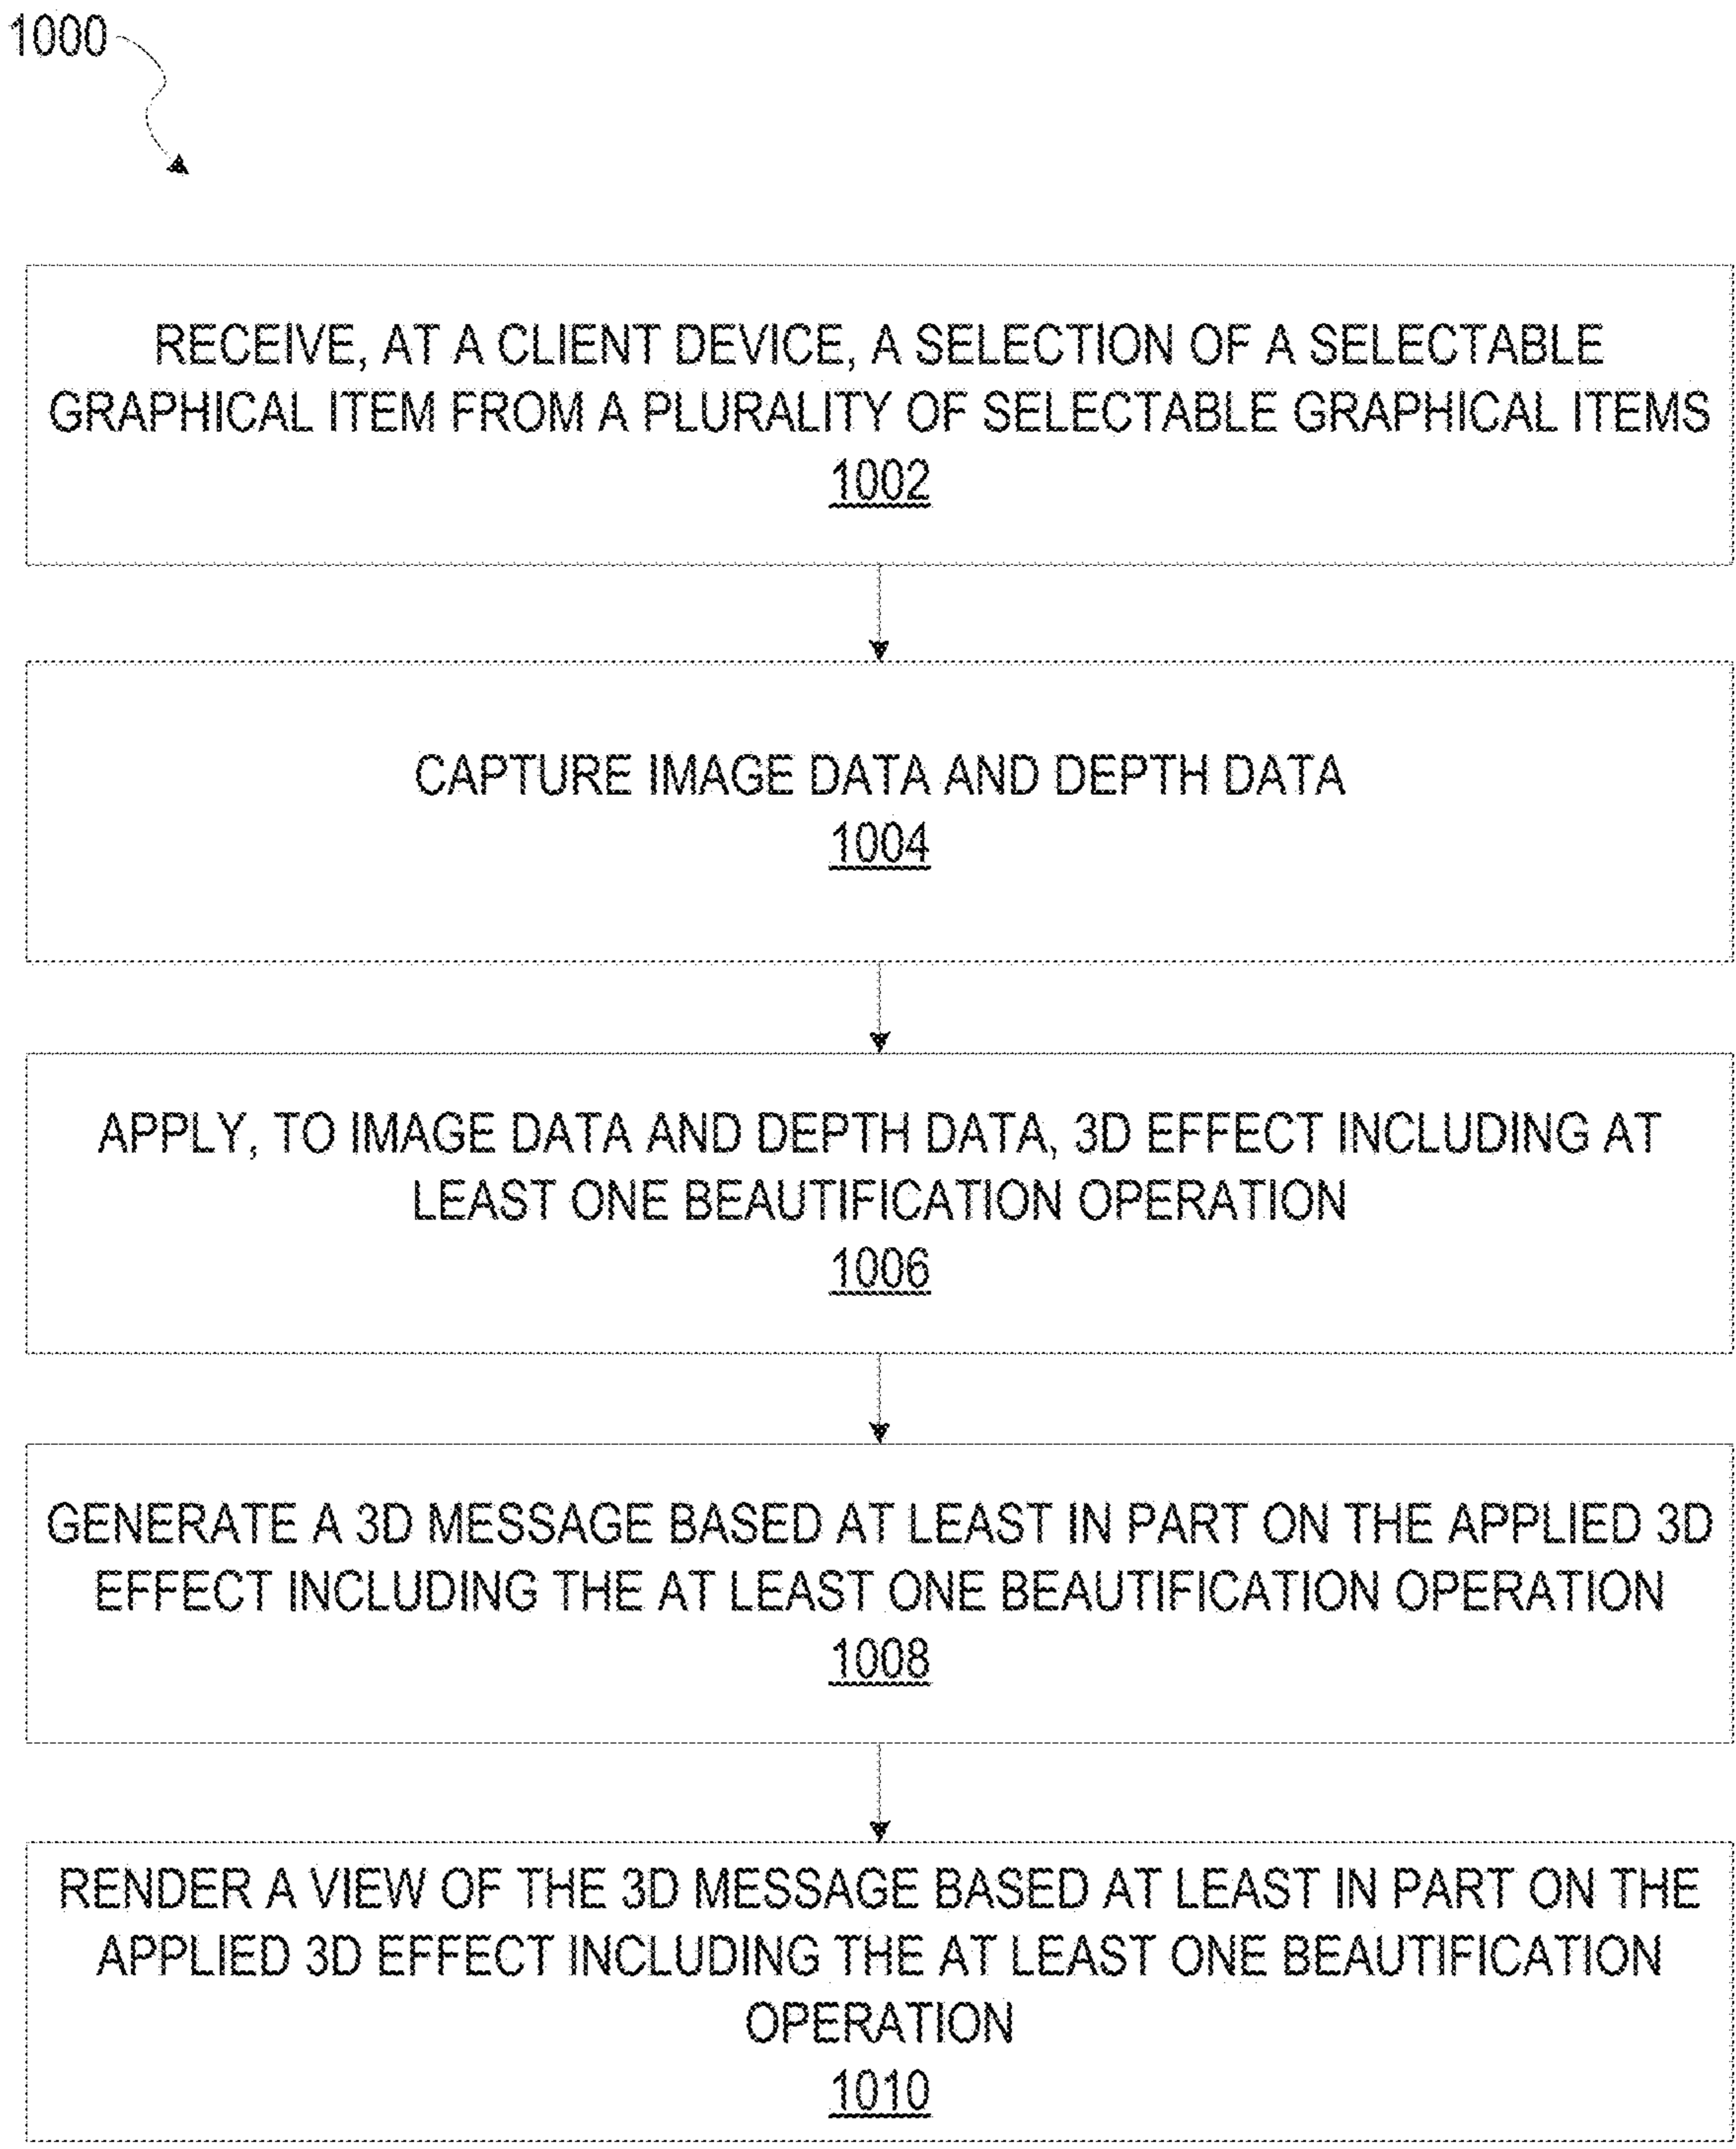 1000
RECEIVE, AT A CLIENT DEVICE, A SELECTION OF A SELECTABLE
GRAPHICAL ITEM FROM A PLURALITY OF SELECTABLE GRAPHICAL ITEMS
1002
CAPTURE IMAGE DATA AND DEPTH DATA
1004
APPLY, TO IMAGE DATA AND DEPTH DATA, 3D EFFECT INCLUDING AT
LEAST ONE BEAUTIFICATION OPERATION
1006
GENERATE A 3D MESSAGE BASED AT LEAST IN PART ON THE APPLIED 3D
EFFECT INCLUDING THE AT LEAST ONE BEAUTIFICATION OPERATION
1008
RENDER A VIEW OF THE 3D MESSAGE BASED AT LEAST IN PART ON THE
APPLIED 3D EFFECT INCLUDING THE AT LEAST ONE BEAUTIFICATION
OPERATION
1010